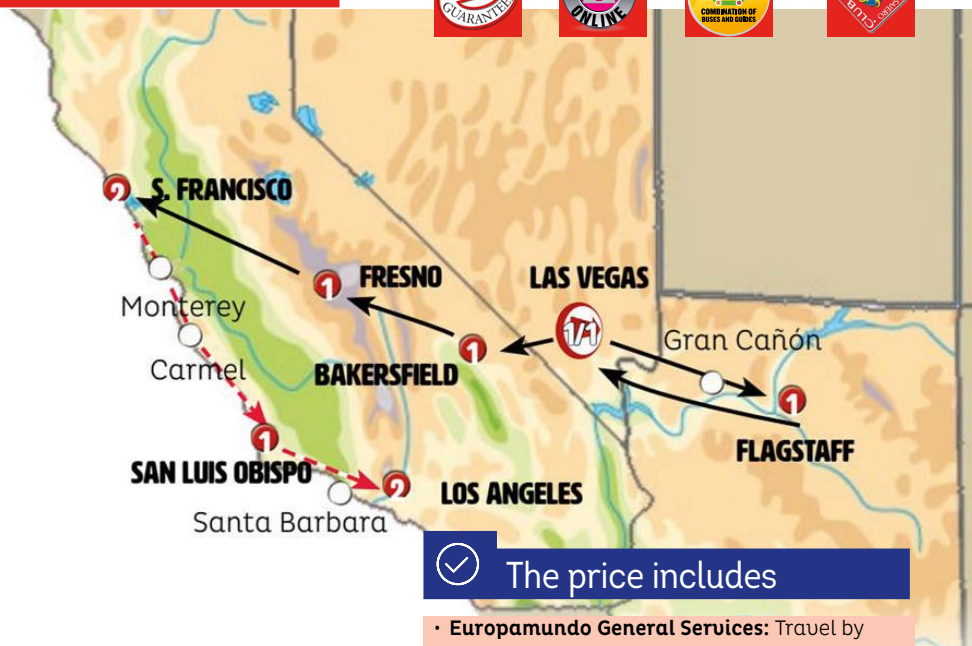 GUARANTEE
ONLINE
COMBINATION OF
BUSES AND GUIDES
CLUB
2 S. FRANCISCO
1 FRESNO
LAS VEGAS
1/1
Monterey
Gran Cañón
Carmel
BAKERSFIELD 1
1
FLAGSTAFF
1
SAN LUIS OBISPO
2 LOS ANGELES
Santa Barbara
The price includes
• Europamundo General Services: Travel by